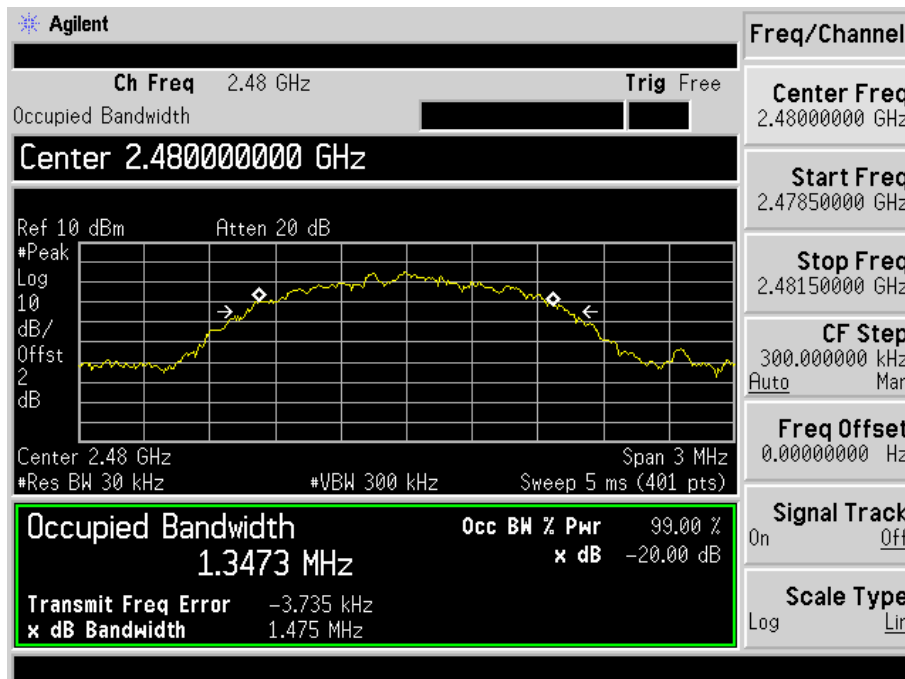 Agilent
Freq/Channel
Ch Freq 2.48 GHz Trig Free
Occupied Bandwidth
Center 2.480000000 GHz
Ref 10 dBm Atten 20 dB
#Peak
Log
10
dB/
Offst
2
dB
Center 2.48 GHz Span 3 MHz
#Res BW 30 kHz #VBW 300 kHz Sweep 5 ms (401 pts)
Occupied Bandwidth
1.3473 MHz
Occ BW % Pwr 99.00 %
x dB -20.00 dB
Transmit Freq Error -3.735 kHz
x dB Bandwidth 1.475 MHz
Center Freq
2.48000000 GHz
Start Freq
2.47850000 GHz
Stop Freq
2.48150000 GHz
CF Step
300.000000 kHz
Auto Man
Freq Offset
0.00000000 Hz
Signal Track
On Off
Scale Type
Log Lin